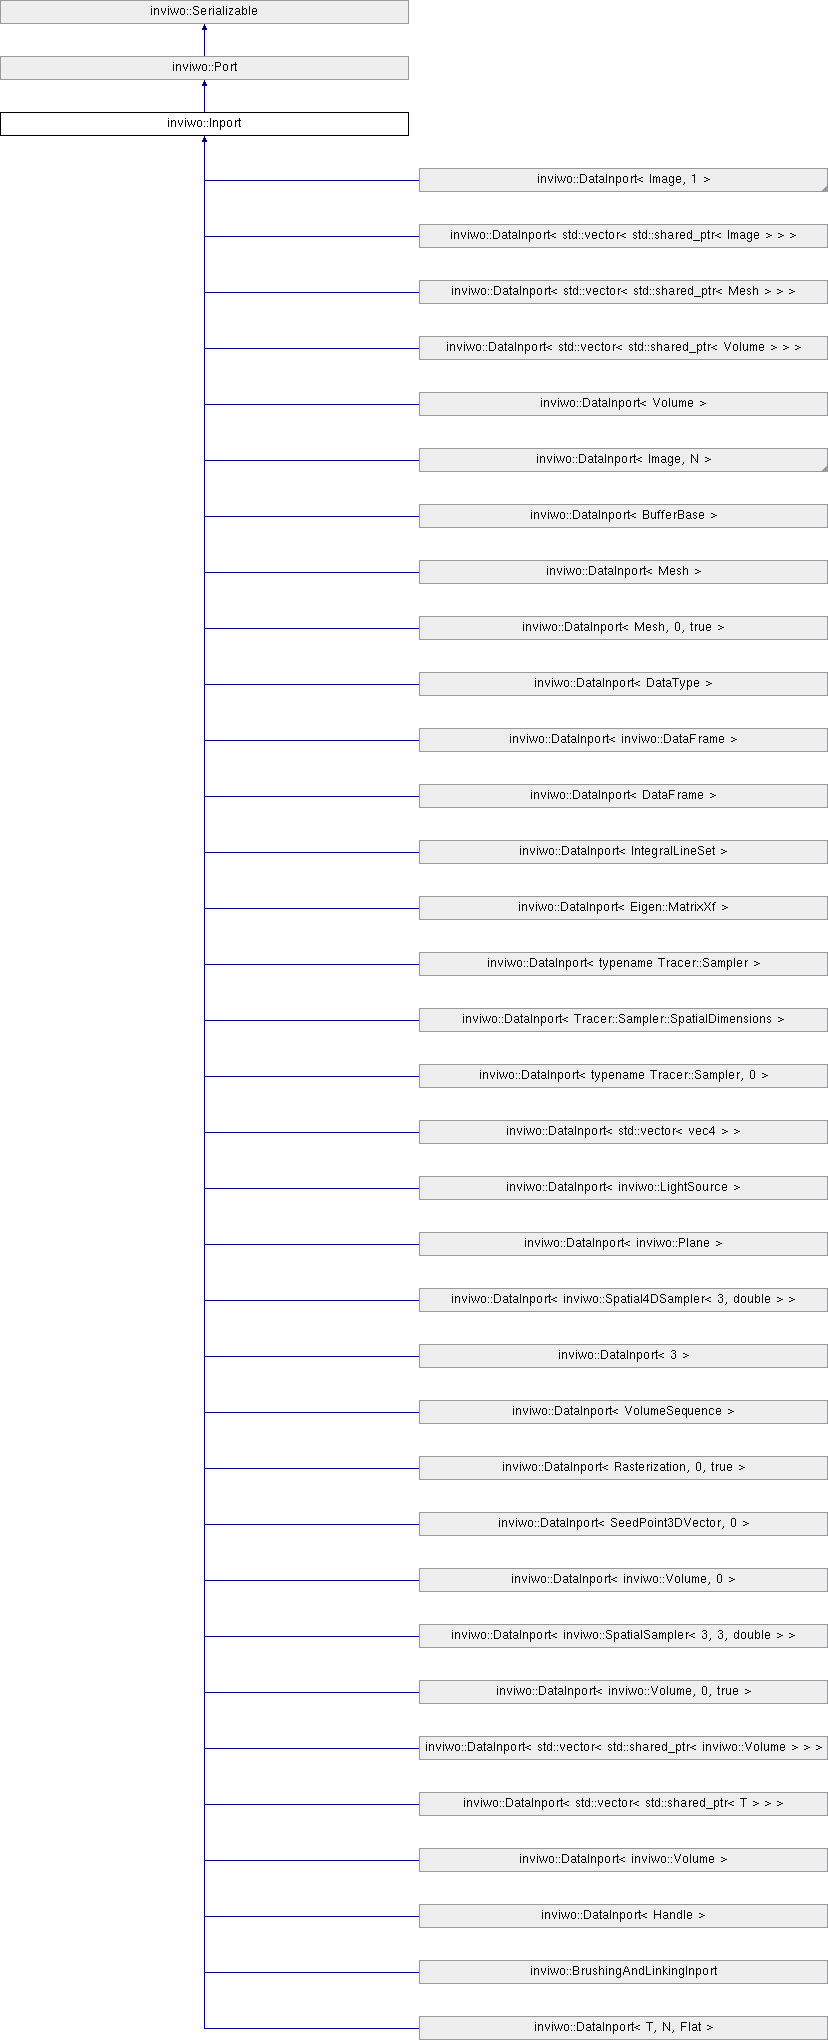 inviwo::Serializable
inviwo::Port
inviwo::Inport
inviwo::DataInport< Image, 1 >
inviwo::DataInport< std::vector< std::shared_ptr< Image > > >
inviwo::DataInport< std::vector< std::shared_ptr< Mesh > > >
inviwo::DataInport< std::vector< std::shared_ptr< Volume > > >
inviwo::DataInport< Volume >
inviwo::DataInport< Image, N >
inviwo::DataInport< BufferBase >
inviwo::DataInport< Mesh >
inviwo::DataInport< Mesh, 0, true >
inviwo::DataInport< DataType >
inviwo::DataInport< inviwo::DataFrame >
inviwo::DataInport< DataFrame >
inviwo::DataInport< IntegralLineSet >
inviwo::DataInport< Eigen::MatrixXf >
inviwo::DataInport< typename Tracer::Sampler >
inviwo::DataInport< Tracer::Sampler::SpatialDimensions >
inviwo::DataInport< typename Tracer::Sampler, 0 >
inviwo::DataInport< std::vector< vec4 > >
inviwo::DataInport< inviwo::LightSource >
inviwo::DataInport< inviwo::Plane >
inviwo::DataInport< inviwo::Spatial4DSampler< 3, double > >
inviwo::DataInport< 3 >
inviwo::DataInport< VolumeSequence >
inviwo::DataInport< Rasterization, 0, true >
inviwo::DataInport< SeedPoint3DVector, 0 >
inviwo::DataInport< inviwo::Volume, 0 >
inviwo::DataInport< inviwo::SpatialSampler< 3, 3, double > >
inviwo::DataInport< inviwo::Volume, 0, true >
inviwo::DataInport< std::vector< std::shared_ptr< inviwo::Volume > > >
inviwo::DataInport< std::vector< std::shared_ptr< T > > >
inviwo::DataInport< inviwo::Volume >
inviwo::DataInport< Handle >
inviwo::BrushingAndLinkingInport
inviwo::DataInport< T, N, Flat >